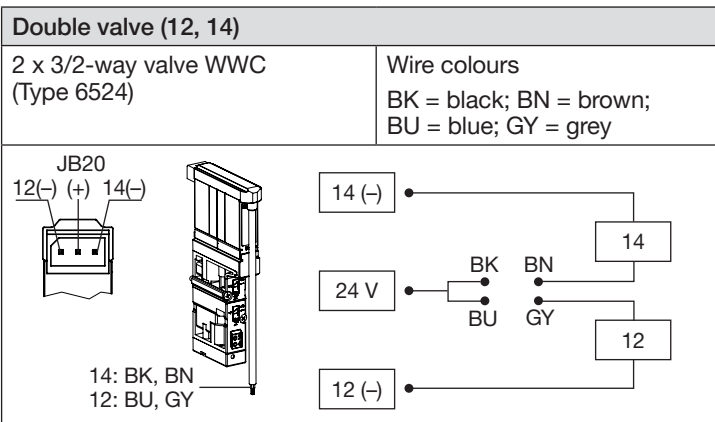 Double valve (12, 14)
2 x 3/2-way valve WWC
(Type 6524)
Wire colours
BK = black; BN = brown;
BU = blue; GY = grey
JB20
12(–) (+) 14(–)
14: BK, BN
12: BU, GY
14 (–)
14
24 V
BK BN
BU GY
12
12 (–)